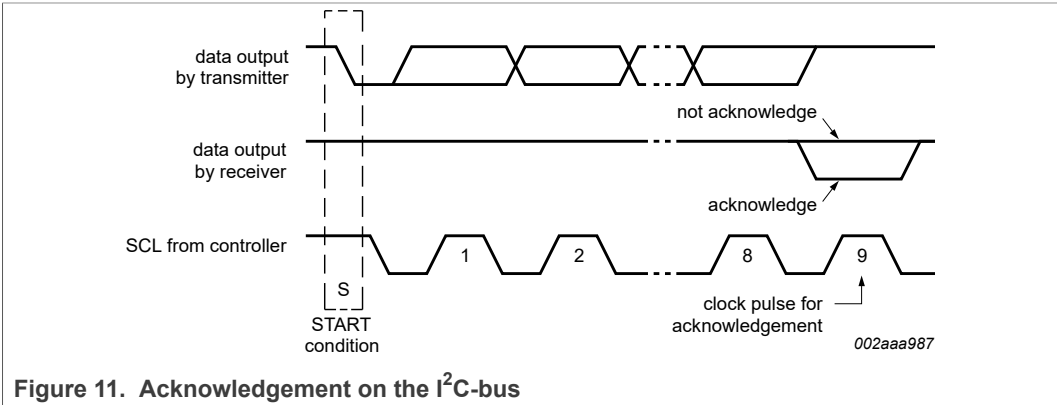 data output
by transmitter
not acknowledge
data output
by receiver
acknowledge
SCL from controller
1
2
8
9
S
START
condition
clock pulse for
acknowledgement
002aaa987
Figure 11. Acknowledgement on the I²C-bus